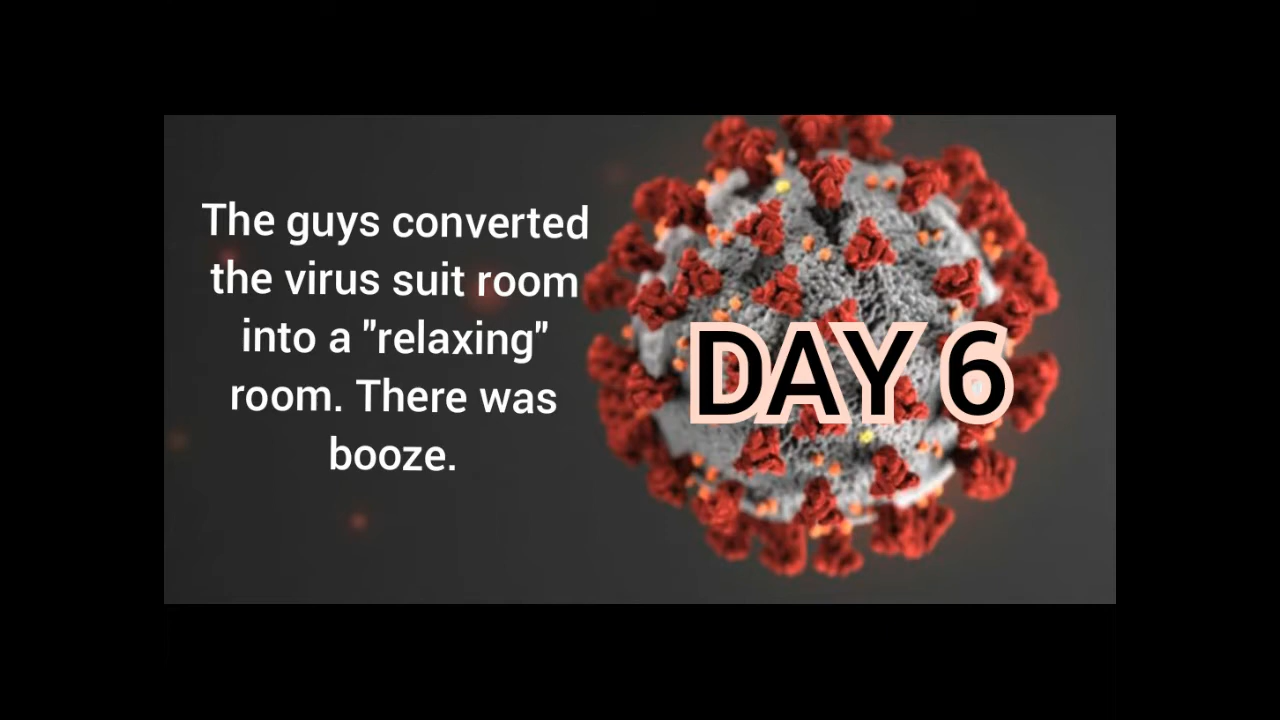 The guys converted
the virus suit room
into a "relaxing"
room. There was
booze.
DAY 6